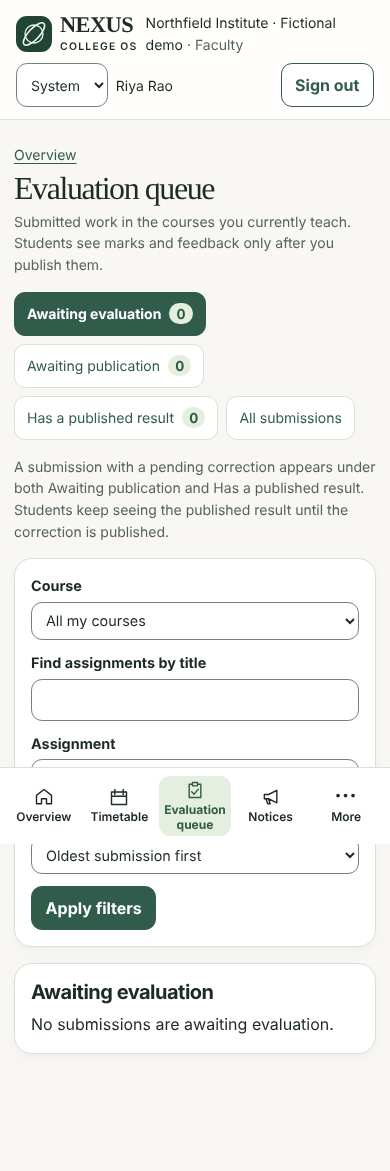 NEXUS
COLLEGE OS
Northfield Institute · Fictional
demo · Faculty
System
Riya Rao
Sign out
Overview
Evaluation queue
Submitted work in the courses you currently teach.
Students see marks and feedback only after you
publish them.
Awaiting evaluation 0
Awaiting publication 0
Has a published result 0
All submissions
A submission with a pending correction appears under
both Awaiting publication and Has a published result.
Students keep seeing the published result until the
correction is published.
Course
All my courses
Find assignments by title
Assignment
Overview
Timetable
Evaluation
queue
Notices
More
Oldest submission first
Apply filters
Awaiting evaluation
No submissions are awaiting evaluation.